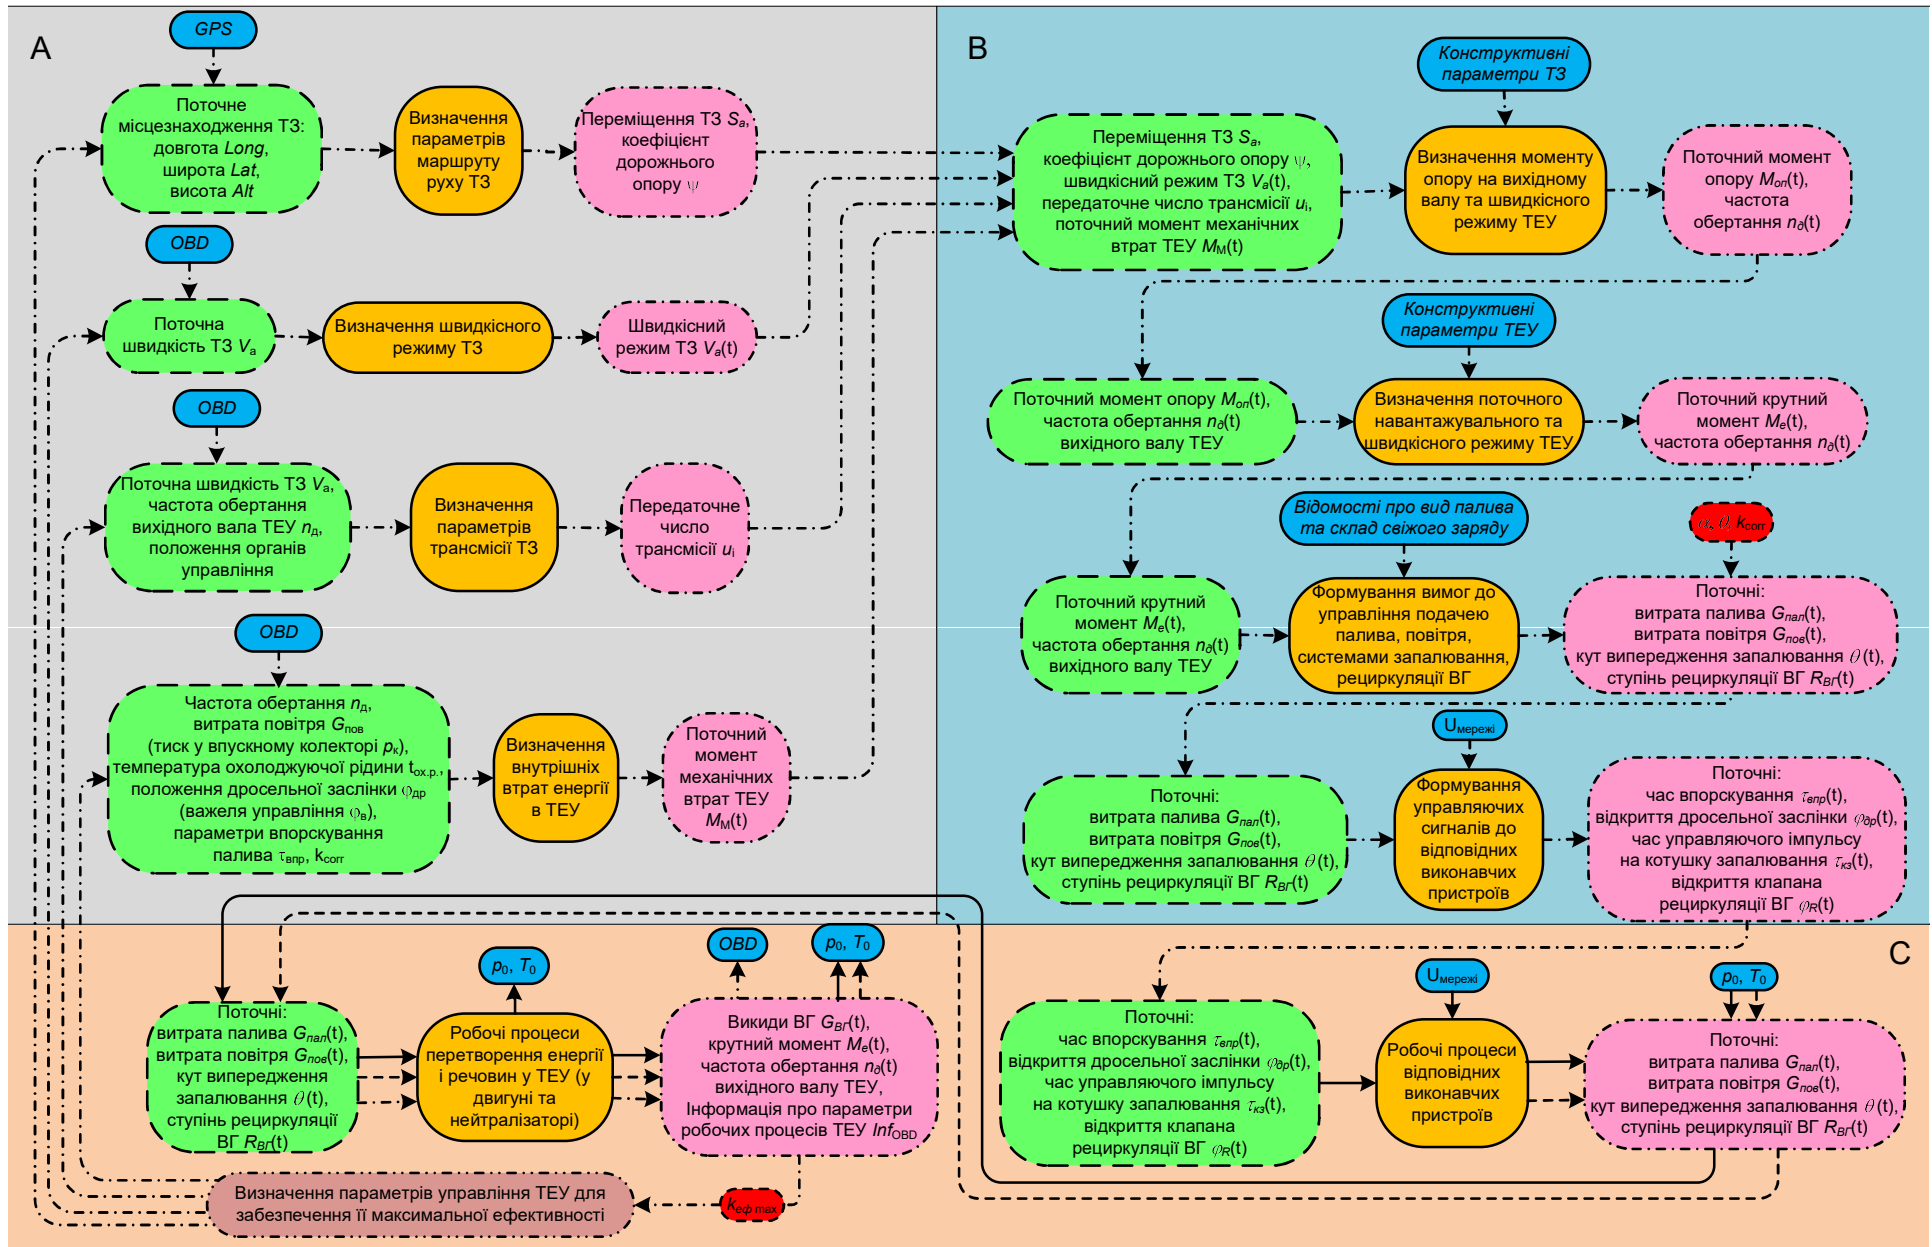 A
GPS
Поточне
місцезнаходження ТЗ:
довгота Long,
широта Lat,
висота Alt
Визначення
параметрів
маршруту
руху ТЗ
Переміщення ТЗ Sa,
коефіцієнт
дорожнього
опору ψ
OBD
Поточна
швидкість ТЗ Va
Визначення швидкісного
режиму ТЗ
Швидкісний
режим ТЗ Va(t)
OBD
Поточна швидкість ТЗ Va,
частота обертання
вихідного вала ТЕУ nд,
положення органів
управління
Визначення
параметрів
трансмісії ТЗ
Передаточне
число
трансмісії ui
OBD
Частота обертання nд,
витрата повітря Gпов
(тиск у впускному колекторі pк),
температура охолоджуючої рідини tох.р.,
положення дросельної заслінки φдр
(важеля управління φв),
параметри впорскування
палива τвпр, kcorr
Визначення
внутрішніх
втрат енергії
в ТЕУ
Поточний
момент
механічних
втрат ТЕУ
MМ(t)
B
Конструктивні
параметри ТЗ
Переміщення ТЗ Sa,
коефіцієнт дорожнього опору ψ,
швидкісний режим ТЗ Va(t),
передаточне число трансмісії ui,
поточний момент механічних
втрат ТЕУ MМ(t)
Визначення моменту
опору на вихідному
валу та швидкісного
режиму ТЕУ
Поточний момент
опору Mоп(t),
частота
обертання nд(t)
Конструктивні
параметри ТЕУ
Поточний момент опору Mоп(t),
частота обертання nд(t)
вихідного валу ТЕУ
Визначення поточного
навантажувального та
швидкісного режиму ТЕУ
Поточний крутний
момент Me(t),
частота обертання nд(t)
Відомості про вид палива
та склад свіжого заряду
α, θ, kcorr
Поточний крутний
момент Me(t),
частота обертання nд(t)
вихідного валу ТЕУ
Формування вимог до
управління подачею
палива, повітря,
системами запалювання,
рециркуляції ВГ
Поточні:
витрата палива Gпал(t),
витрата повітря Gпов(t),
кут випередження запалювання θ(t),
ступінь рециркуляції ВГ RВГ(t)
Uмережі
Поточні:
витрата палива Gпал(t),
витрата повітря Gпов(t),
кут випередження запалювання θ(t),
ступінь рециркуляції ВГ RВГ(t)
Формування
управляючих
сигналів до
відповідних
виконавчих
пристроїв
Поточні:
час впорскування τвпр(t),
відкриття дросельної заслінки φдр(t),
час управляючого імпульсу
на котушку запалювання τкз(t),
відкриття клапана
рециркуляції ВГ φR(t)
C
p0, T0
OBD
p0, T0
Поточні:
витрата палива Gпал(t),
витрата повітря Gпов(t),
кут випередження
запалювання θ(t),
ступінь рециркуляції
ВГ RВГ(t)
Робочі процеси
перетворення енергії
і речовин у ТЕУ (у
двигуні та
нейтралізаторі)
Викиди ВГ GВГ(t),
крутний момент Me(t),
частота обертання nд(t)
вихідного валу ТЕУ,
Інформація про параметри
робочих процесів ТЕУ InfOBD
Uмережі
p0, T0
Поточні:
час впорскування τвпр(t),
відкриття дросельної заслінки φдр(t),
час управляючого імпульсу
на котушку запалювання τкз(t),
відкриття клапана
рециркуляції ВГ φR(t)
Робочі процеси
відповідних
виконавчих
пристроїв
Поточні:
витрата палива Gпал(t),
витрата повітря Gпов(t),
кут випередження запалювання θ(t),
ступінь рециркуляції ВГ RВГ(t)
Визначення параметрів управління ТЕУ для
забезпечення її максимальної ефективності
kеф max